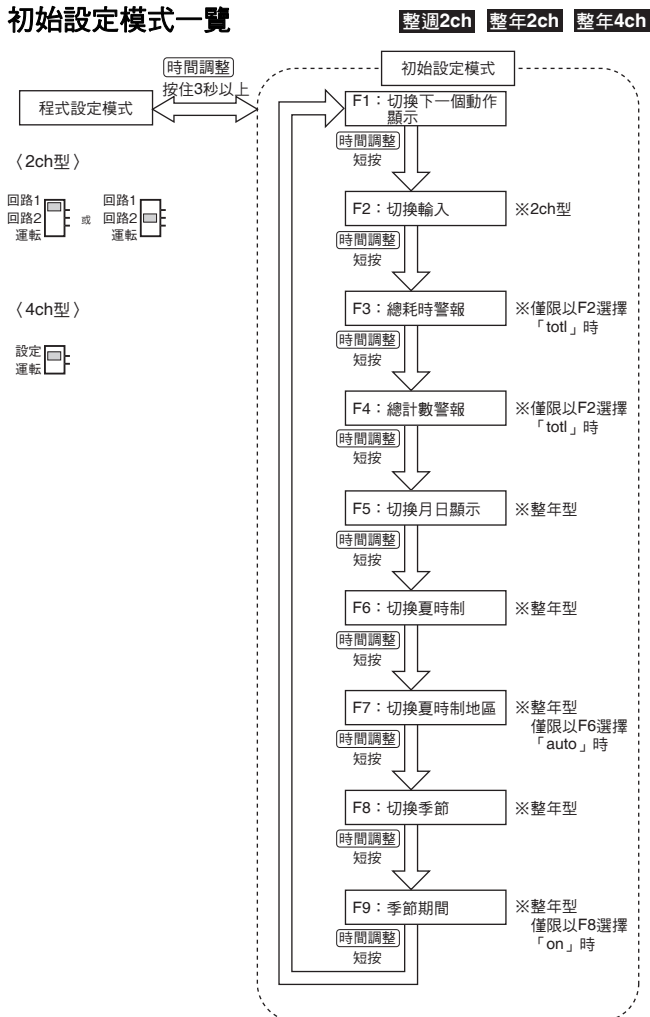 初始設定模式一覽
整週2ch 整年2ch 整年4ch
時間調整
按住3秒以上
程式設定模式
初始設定模式
〈2ch型〉
回路1
回路2
運転
或
回路1
回路2
運転
〈4ch型〉
設定
運転
F1：切換下一個動作
顯示
時間調整
短按
F2：切換輸入
※2ch型
時間調整
短按
F3：總耗時警報
※僅限以F2選擇
「totl」時
時間調整
短按
F4：總計數警報
※僅限以F2選擇
「totl」時
時間調整
短按
F5：切換月日顯示
※整年型
時間調整
短按
F6：切換夏時制
※整年型
時間調整
短按
F7：切換夏時制地區
※整年型
僅限以F6選擇
「auto」時
時間調整
短按
F8：切換季節
※整年型
時間調整
短按
F9：季節期間
※整年型
僅限以F8選擇
「on」時
時間調整
短按